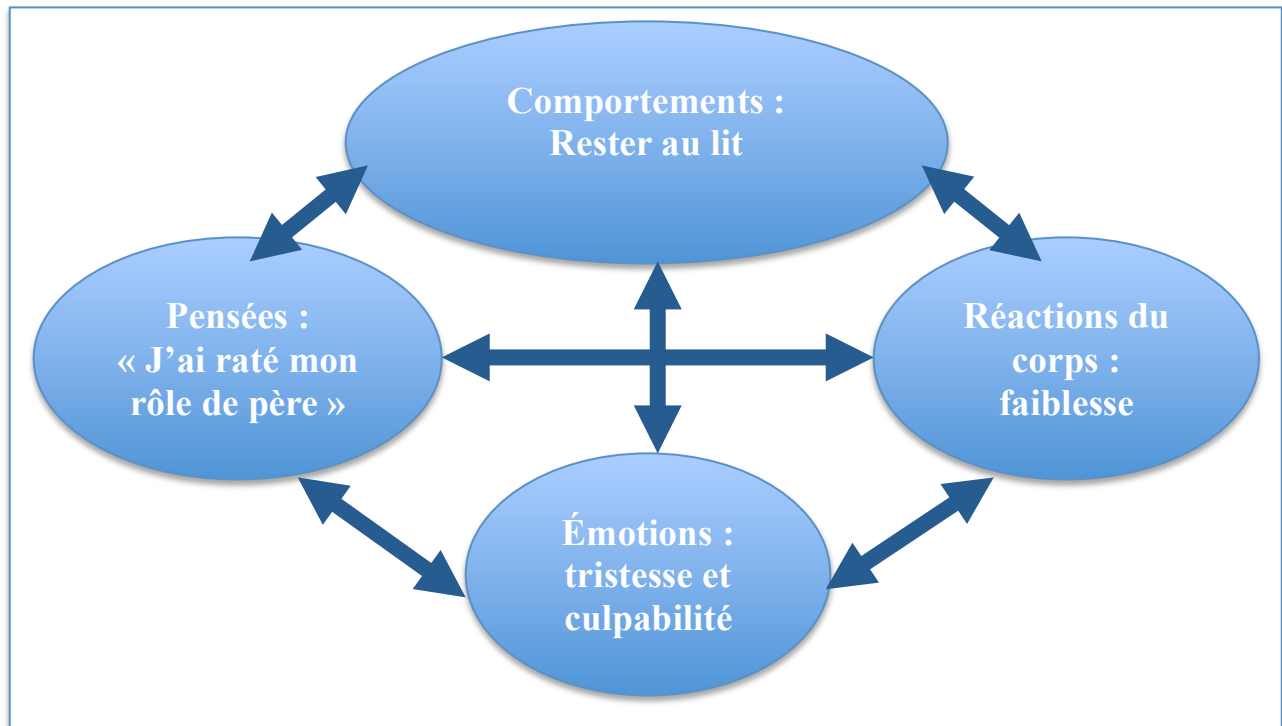 Comportements :
Rester au lit
Pensées :
« J’ai raté mon
rôle de père »
Réactions du
corps :
faiblesse
Émotions :
tristesse et
culpabilité